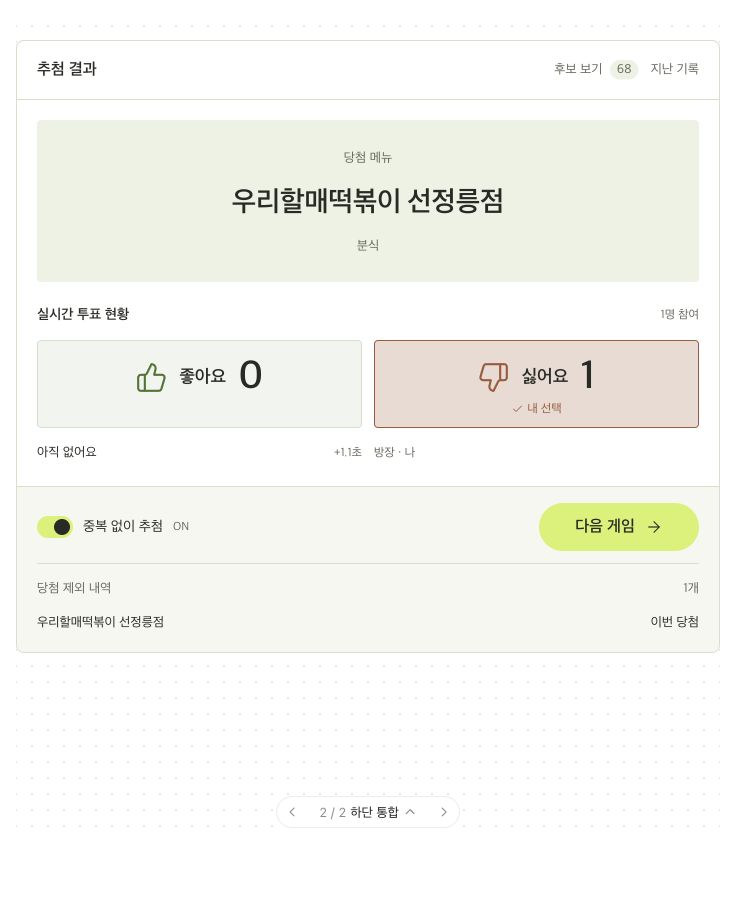 추첨 결과 후보 보기 68 지난 기록
당첨 메뉴
우리할매떡볶이 선정릉점
분식
실시간 투표 현황 1명 참여
좋아요 0 싫어요 1
내 선택
아직 없어요 +1.1초 방장 · 나
중복 없이 추첨 ON 다음 게임
당첨 제외 내역 1개
우리할매떡볶이 선정릉점 이번 당첨
2 / 2 하단 통합